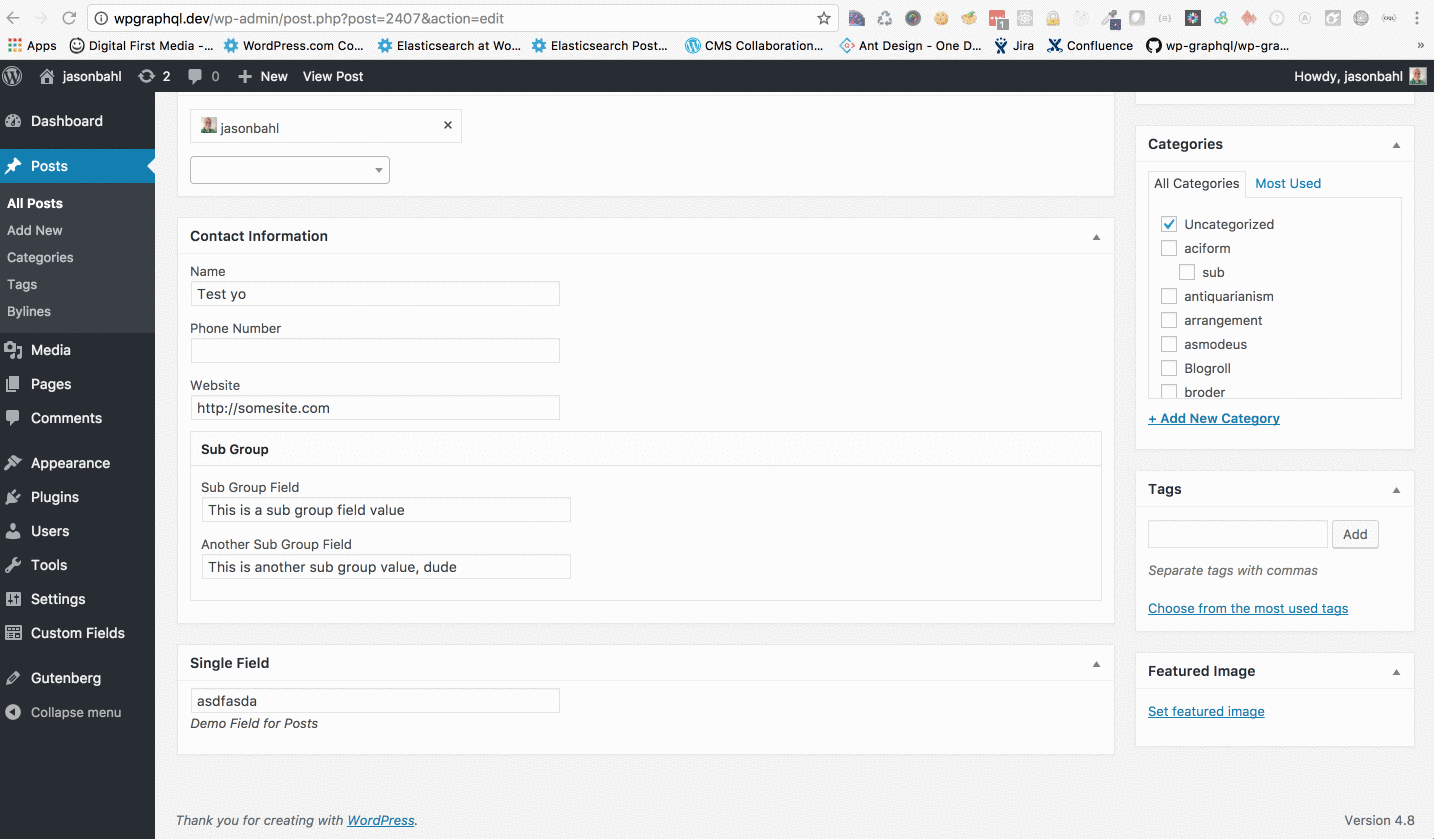 wpgraphql.dev/wp-admin/post.php?post=2407&action=edit
1
Apps
Digital First Media -...
WordPress.com Co...
Elasticsearch at Wo...
Elasticsearch Post...
CMS Collaboration...
Ant Design - One D...
Jira
Confluence
wp-graphql/wp-gra...
»
jasonbahl
2
0
New
View Post
Howdy, jasonbahl
Dashboard
Posts
All Posts
Add New
Categories
Tags
Bylines
Media
Pages
Comments
Appearance
Plugins
Users
Tools
Settings
Custom Fields
Gutenberg
Collapse menu
jasonbahl
Contact Information
Name
Test yo
Phone Number
Website
http://somesite.com
Sub Group
Sub Group Field
This is a sub group field value
Another Sub Group Field
This is another sub group value, dude
Single Field
asdfasda
Demo Field for Posts
Categories
All Categories
Most Used
Uncategorized
aciform
sub
antiquarianism
arrangement
asmodeus
Blogroll
broder
+ Add New Category
Tags
Add
Separate tags with commas
Choose from the most used tags
Featured Image
Set featured image
Thank you for creating with WordPress.
Version 4.8